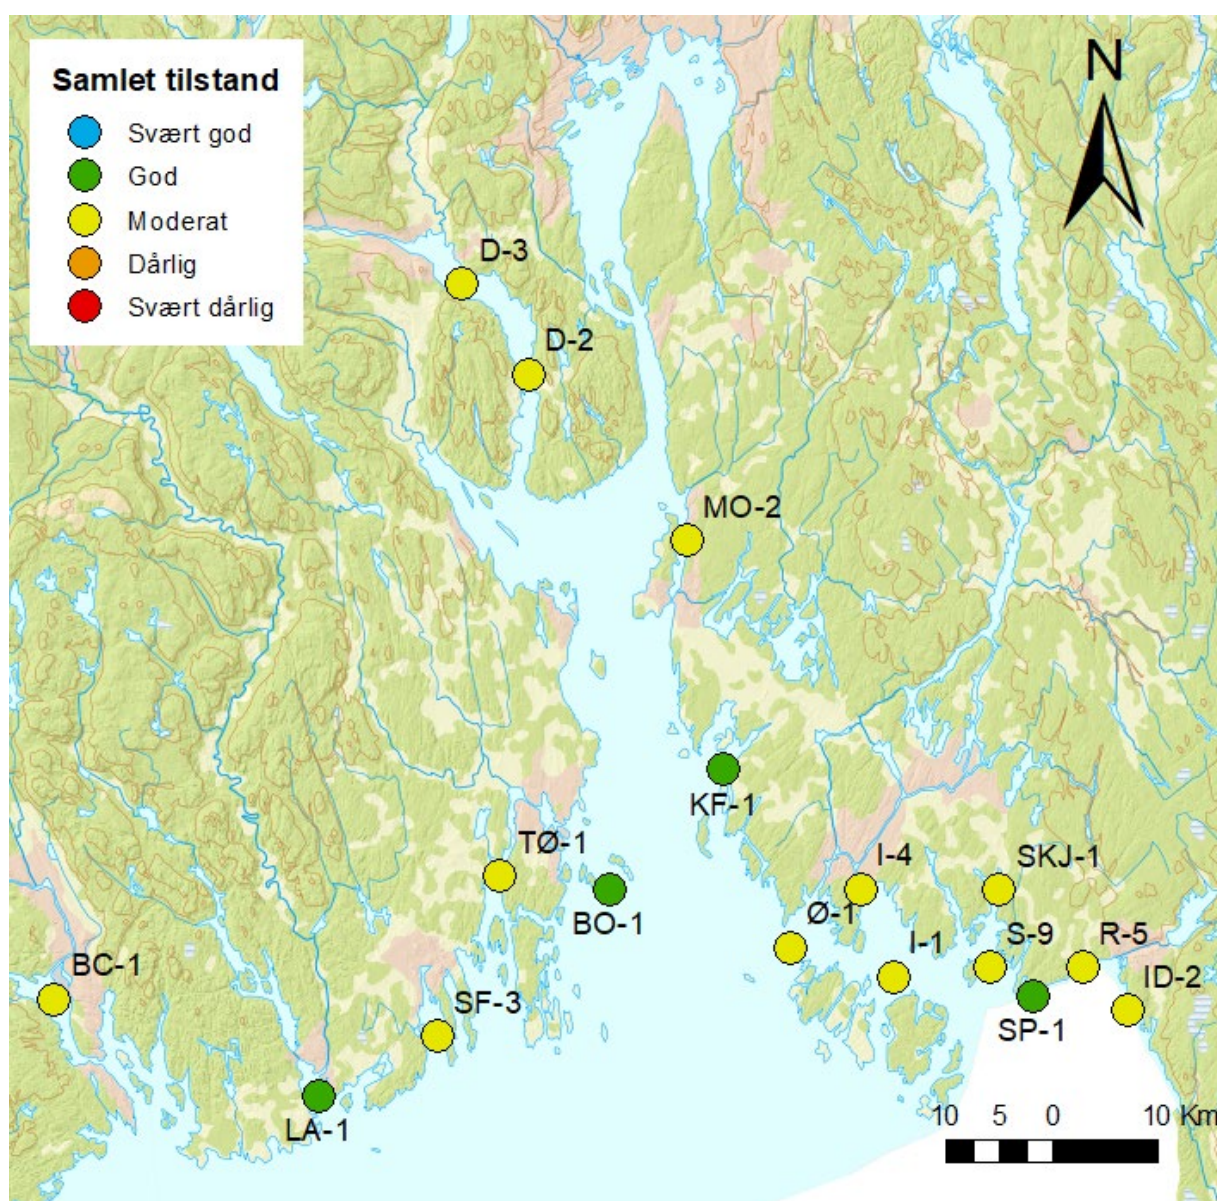 Samlet tilstand
Svært god
God
Moderat
Dårlig
Svært dårlig
N
D-3
D-2
MO-2
KF-1
TØ-1
BO-1
I-4
SKJ-1
Ø-1
I-1
S-9
R-5
BC-1
SF-3
SP-1
ID-2
LA-1
10 5 0 10 Km